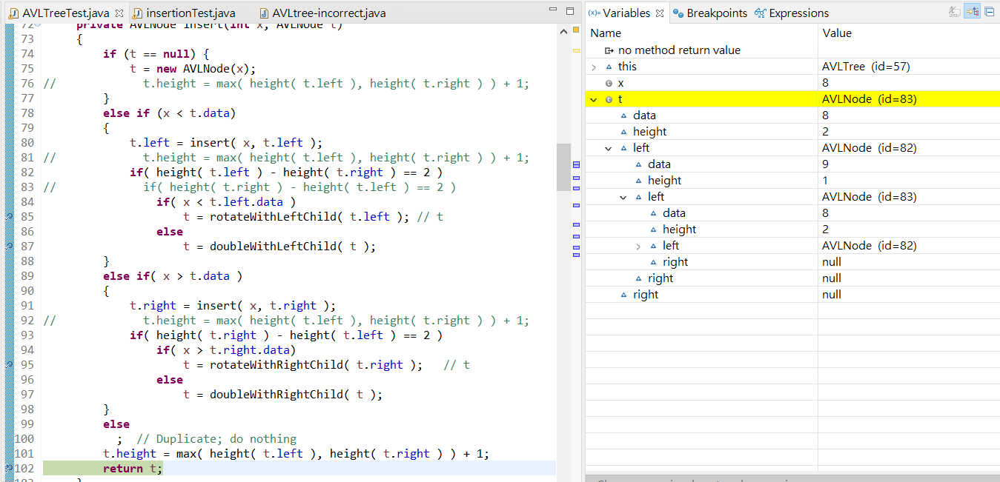 AVLTreeTest.java
insertionTest.java
AVLtree-incorrect.java
72 private AVLNode insert(int x, AVLNode t)
73 {
74 if (t == null) {
75 t = new AVLNode(x);
76 // t.height = max( height( t.left ), height( t.right ) ) + 1;
77 }
78 else if (x < t.data)
79 {
80 t.left = insert( x, t.left );
81 // t.height = max( height( t.left ), height( t.right ) ) + 1;
82 if( height( t.left ) - height( t.right ) == 2 )
83 // if( height( t.right ) - height( t.left ) == 2 )
84 if( x < t.left.data )
85 t = rotateWithLeftChild( t.left ); // t
86 else
87 t = doubleWithLeftChild( t );
88 }
89 else if( x > t.data )
90 {
91 t.right = insert( x, t.right );
92 // t.height = max( height( t.left ), height( t.right ) ) + 1;
93 if( height( t.right ) - height( t.left ) == 2 )
94 if( x > t.right.data)
95 t = rotateWithRightChild( t.right ); // t
96 else
97 t = doubleWithRightChild( t );
98 }
99 else
100 ; // Duplicate; do nothing
101 t.height = max( height( t.left ), height( t.right ) ) + 1;
102 return t;
(x)= Variables
Breakpoints
Expressions
Name Value
no method return value
this AVLTree (id=57)
x 8
t AVLNode (id=83)
data 8
height 2
left AVLNode (id=82)
data 9
height 1
left AVLNode (id=83)
data 8
height 2
left AVLNode (id=82)
right null
right null
right null